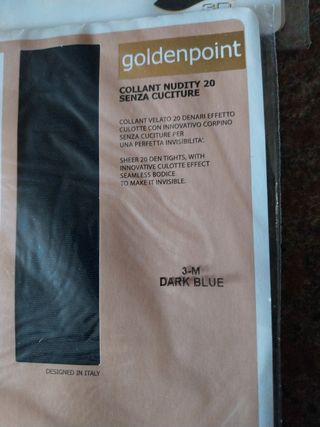 goldenpoint
COLLANT NUDITY 20
SENZA CUCITURE
COLLANT VELATO 20 DENARI EFFETTO
CULOTTE CON INNOVATIVO CORPINO
SENZA CUCITURE PER
UNA PERFETTA INVISIBILITA'.
SHEER 20 DEN TIGHTS, WITH
INNOVATIVE CULOTTE EFFECT
SEAMLESS BODICE
TO MAKE IT INVISIBLE.
3-M
DARK BLUE
DESIGNED IN ITALY